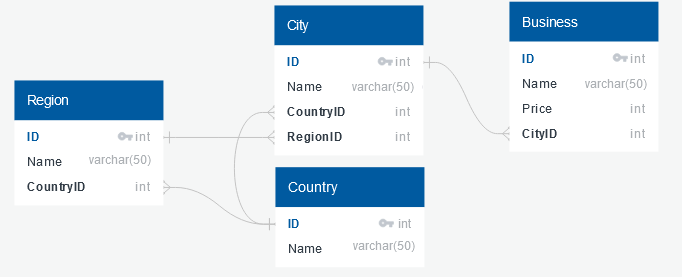 Region
ID int
Name varchar(50)
CountryID int
City
ID int
Name varchar(50)
CountryID int
RegionID int
Country
ID int
Name varchar(50)
Business
ID int
Name varchar(50)
Price int
CityID int